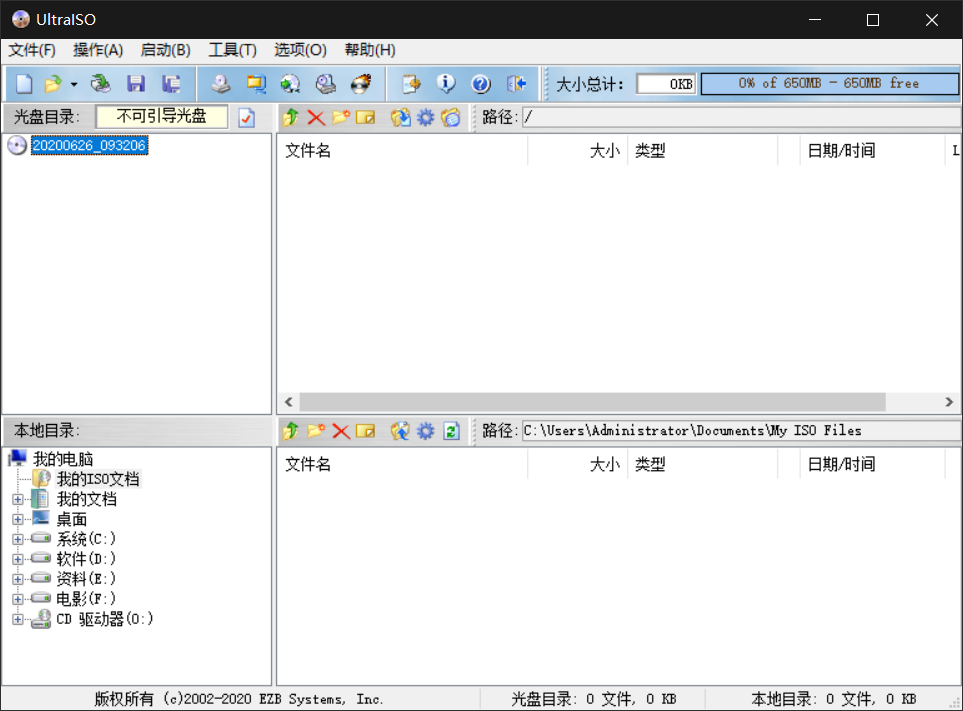 UltraISO
文件(F) 操作(A) 启动(B) 工具(T) 选项(O) 帮助(H)
大小总计: 0KB 0% of 650MB - 650MB free
光盘目录: 不可引导光盘 路径: /
20200626_093206
文件名 大小 类型 日期/时间 L
本地目录: 路径: C:\Users\Administrator\Documents\My ISO Files
文件名 大小 类型 日期/时间
我的电脑
我的ISO文档
我的文档
桌面
系统(C:)
软件(D:)
资料(E:)
电影(F:)
CD 驱动器(O:)
版权所有 (c)2002-2020 EZB Systems, Inc. 光盘目录: 0 文件, 0 KB 本地目录: 0 文件, 0 KB